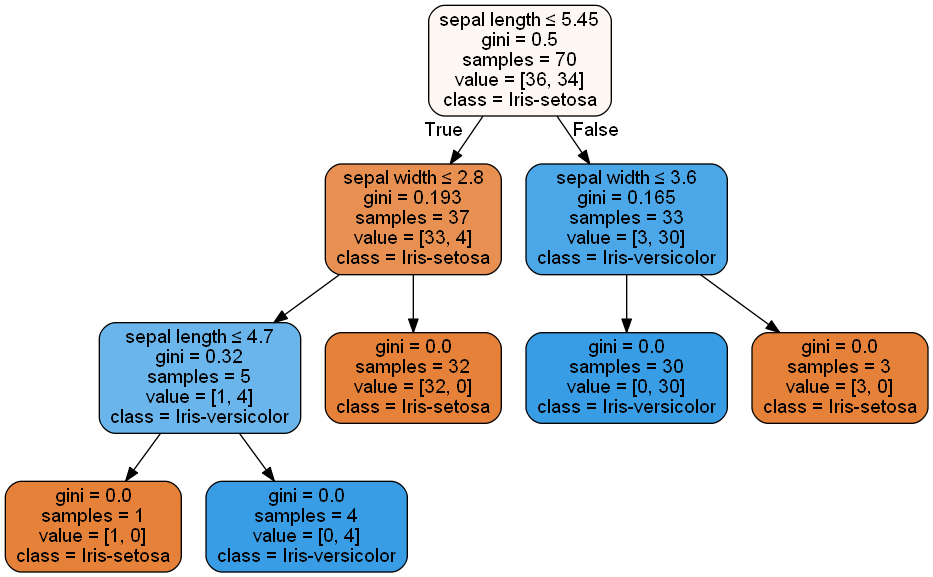 sepal length ≤ 5.45
gini = 0.5
samples = 70
value = [36, 34]
class = Iris-setosa
True
False
sepal width ≤ 2.8
gini = 0.193
samples = 37
value = [33, 4]
class = Iris-setosa
sepal width ≤ 3.6
gini = 0.165
samples = 33
value = [3, 30]
class = Iris-versicolor
sepal length ≤ 4.7
gini = 0.32
samples = 5
value = [1, 4]
class = Iris-versicolor
gini = 0.0
samples = 32
value = [32, 0]
class = Iris-setosa
gini = 0.0
samples = 30
value = [0, 30]
class = Iris-versicolor
gini = 0.0
samples = 3
value = [3, 0]
class = Iris-setosa
gini = 0.0
samples = 1
value = [1, 0]
class = Iris-setosa
gini = 0.0
samples = 4
value = [0, 4]
class = Iris-versicolor